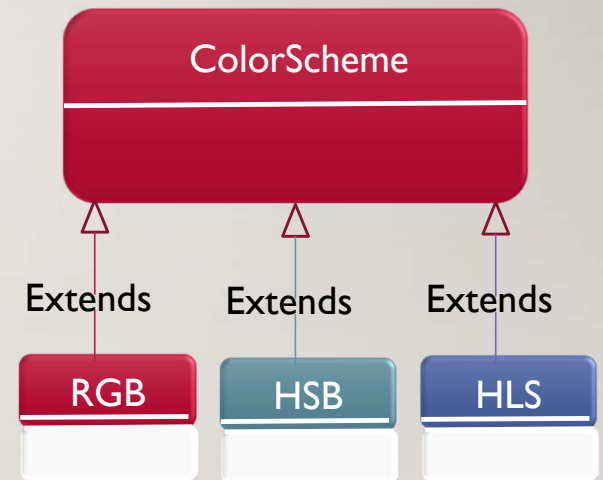 ColorScheme
Extends
Extends
Extends
RGB
HSB
HLS